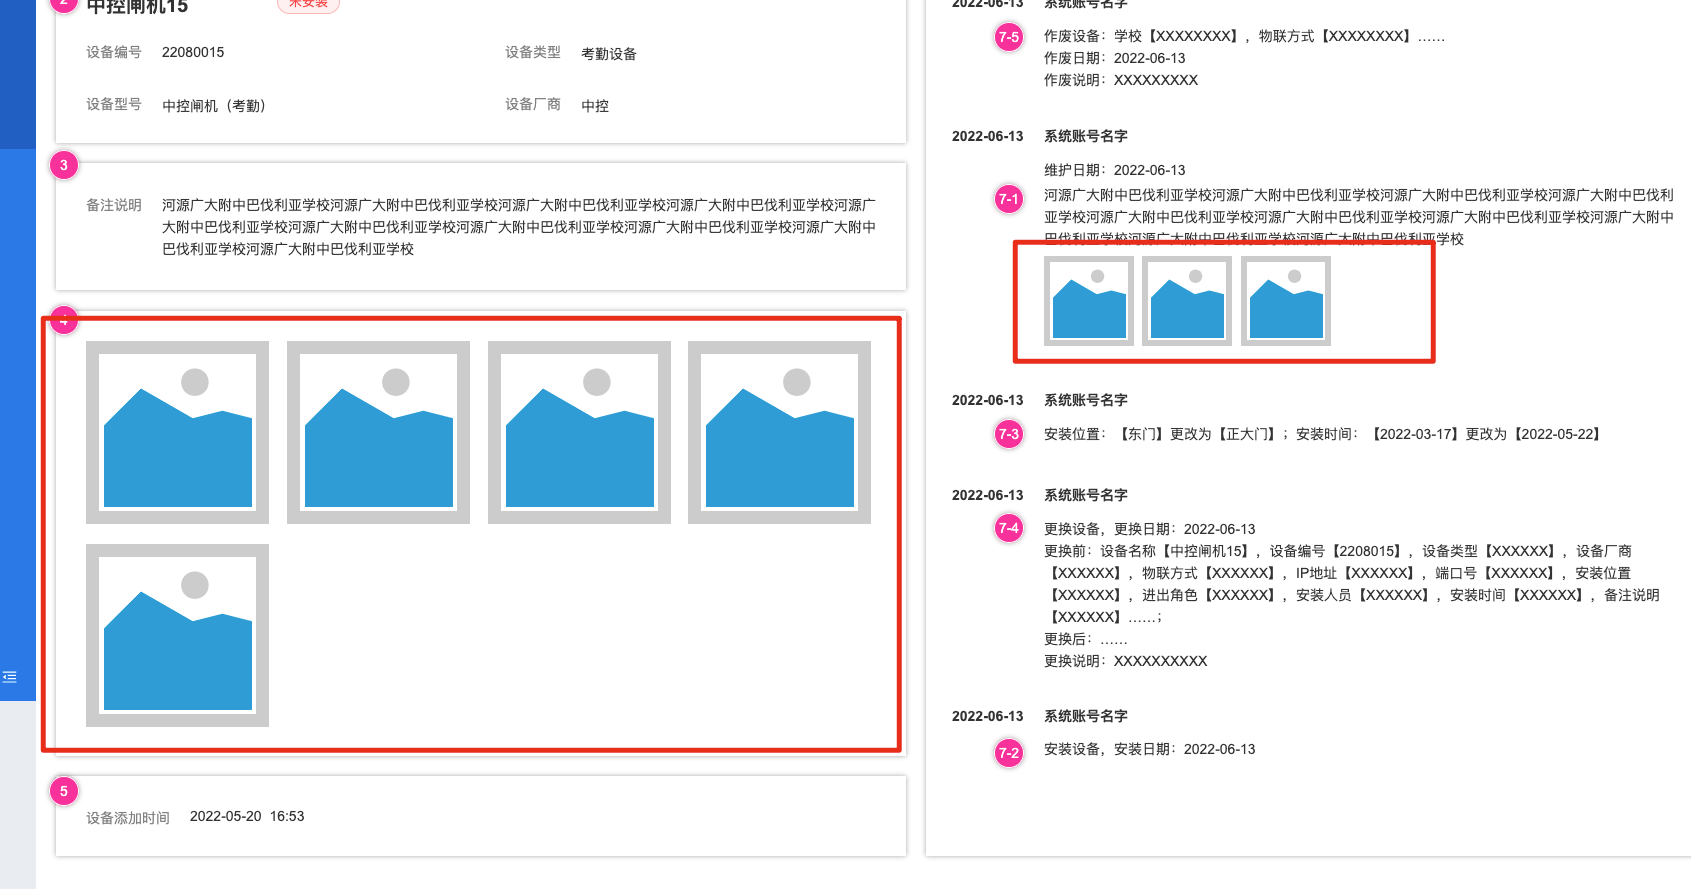 2
中控闸机15
未安装
设备编号 22080015
设备类型 考勤设备
设备型号 中控闸机（考勤）
设备厂商 中控
3
备注说明 河源广大附中巴伐利亚学校河源广大附中巴伐利亚学校河源广大附中巴伐利亚学校河源广大附中巴伐利亚学校河源广
大附中巴伐利亚学校河源广大附中巴伐利亚学校河源广大附中巴伐利亚学校河源广大附中巴伐利亚学校河源广大附中
巴伐利亚学校河源广大附中巴伐利亚学校
4
5
设备添加时间 2022-05-20 16:53
2022-06-13 系统账号名字
7-5
作废设备：学校【XXXXXXXX】，物联方式【XXXXXXXX】……
作废日期：2022-06-13
作废说明：XXXXXXXXX
2022-06-13 系统账号名字
维护日期：2022-06-13
7-1
河源广大附中巴伐利亚学校河源广大附中巴伐利亚学校河源广大附中巴伐利亚学校河源广大附中巴伐利
亚学校河源广大附中巴伐利亚学校河源广大附中巴伐利亚学校河源广大附中巴伐利亚学校河源广大附中
巴伐利亚学校河源广大附中巴伐利亚学校河源广大附中巴伐利亚学校
2022-06-13 系统账号名字
7-3
安装位置：【东门】更改为【正大门】；安装时间：【2022-03-17】更改为【2022-05-22】
2022-06-13 系统账号名字
7-4
更换设备，更换日期：2022-06-13
更换前：设备名称【中控闸机15】，设备编号【2208015】，设备类型【XXXXXX】，设备厂商
【XXXXXX】，物联方式【XXXXXX】，IP地址【XXXXXX】，端口号【XXXXXX】，安装位置
【XXXXXX】，进出角色【XXXXXX】，安装人员【XXXXXX】，安装时间【XXXXXX】，备注说明
【XXXXXX】……；
更换后：……
更换说明：XXXXXXXXXX
2022-06-13 系统账号名字
7-2
安装设备，安装日期：2022-06-13